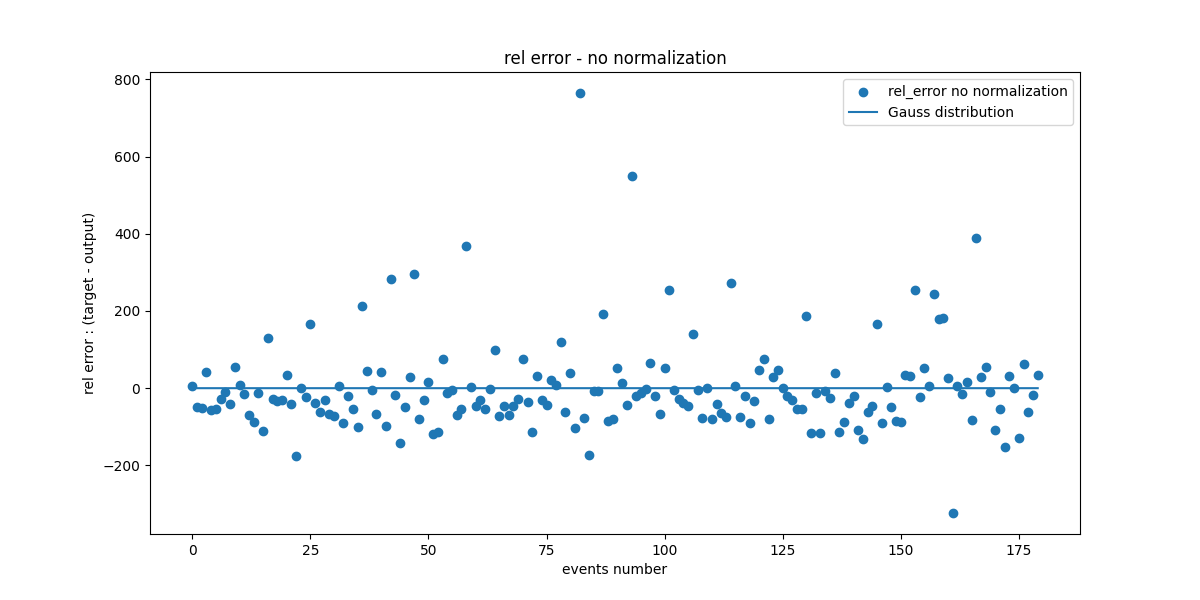 rel error - no normalization
rel_error no normalization
Gauss distribution
800
600
400
200
0
−200
rel error : (target - output)
0
25
50
75
100
125
150
175
events number